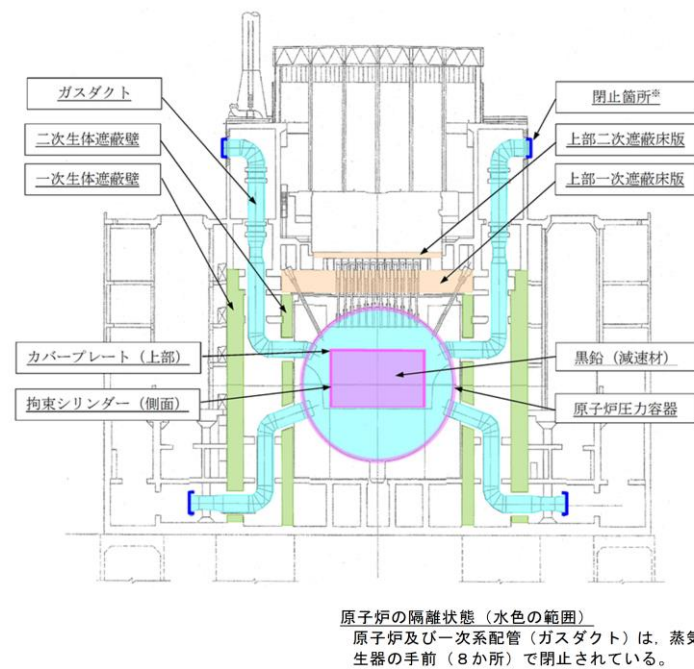 ガスダクト
閉止箇所※
二次生体遮蔽壁
上部二次遮蔽床版
一次生体遮蔽壁
上部一次遮蔽床版
カバープレート（上部）
黒鉛（減速材）
拘束シリンダー（側面）
原子炉圧力容器
原子炉の隔離状態（水色の範囲）
原子炉及び一次系配管（ガスダクト）は，蒸気
生器の手前（８か所）で閉止されている。